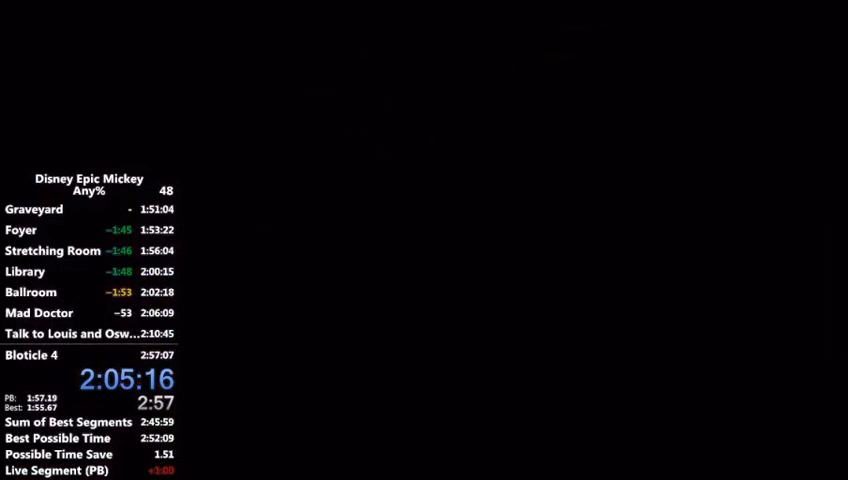 Disney Epic Mickey
Any% 48
Graveyard - 1:51:04
Foyer −1:45 1:53:22
Stretching Room −1:46 1:56:04
Library −1:48 2:00:15
Ballroom −1:53 2:02:18
Mad Doctor −53 2:06:09
Talk to Louis and Osw... 2:10:45
Bloticle 4 2:57:07
2:05:16
PB: 1:57.19 2:57
Best: 1:55.67
Sum of Best Segments 2:45:59
Best Possible Time 2:52:09
Possible Time Save 1.51
Live Segment (PB) +1:00